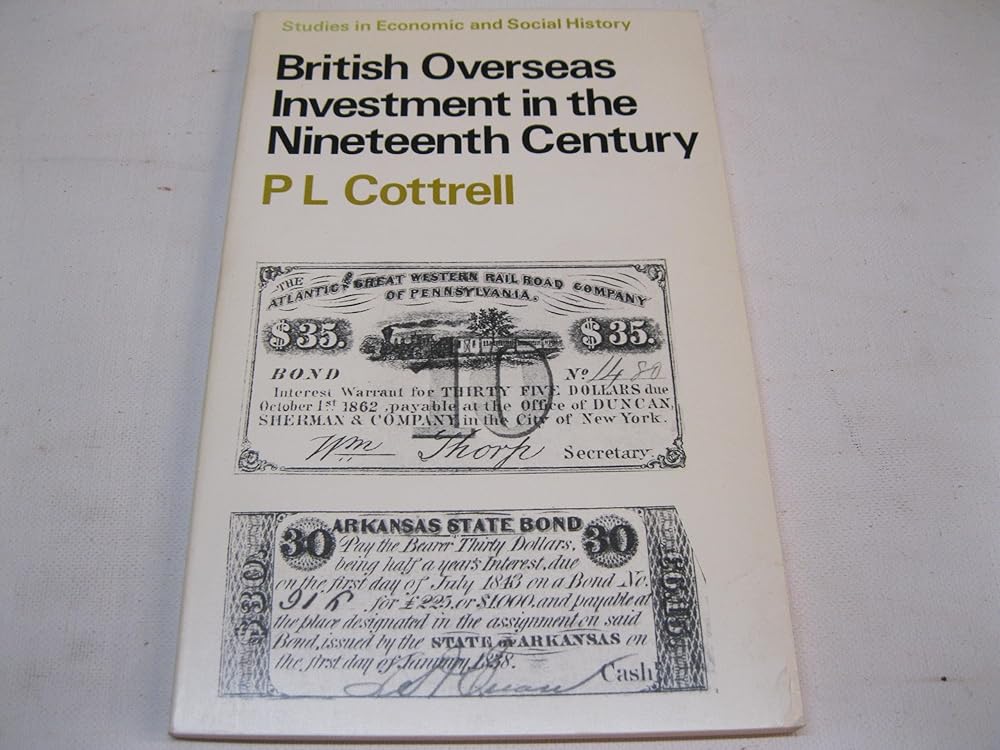 Studies in Economic and Social History
British Overseas
Investment in the
Nineteenth Century
P L Cottrell
THE
ATLANTIC AND GREAT WESTERN RAIL ROAD COMPANY
OF PENNSYLVANIA.
$35. $35.
10
BOND No 1480
Interest Warrant for THIRTY FIVE DOLLARS due
October 1st 1862, payable at the Office of DUNCAN,
SHERMAN & COMPANY, in the City of New York.
Wm Thorp Secretary.
ARKANSAS STATE BOND
30 30
Pay the Bearer Thirty Dollars,
being half a year's Interest, due
on the first day of July 1843 on a Bond No.
916 for £225, or $1000, and payable at
the place designated in the assignment on said
Bond, issued by the STATE OF ARKANSAS on
the first day of January 1838.
Cash